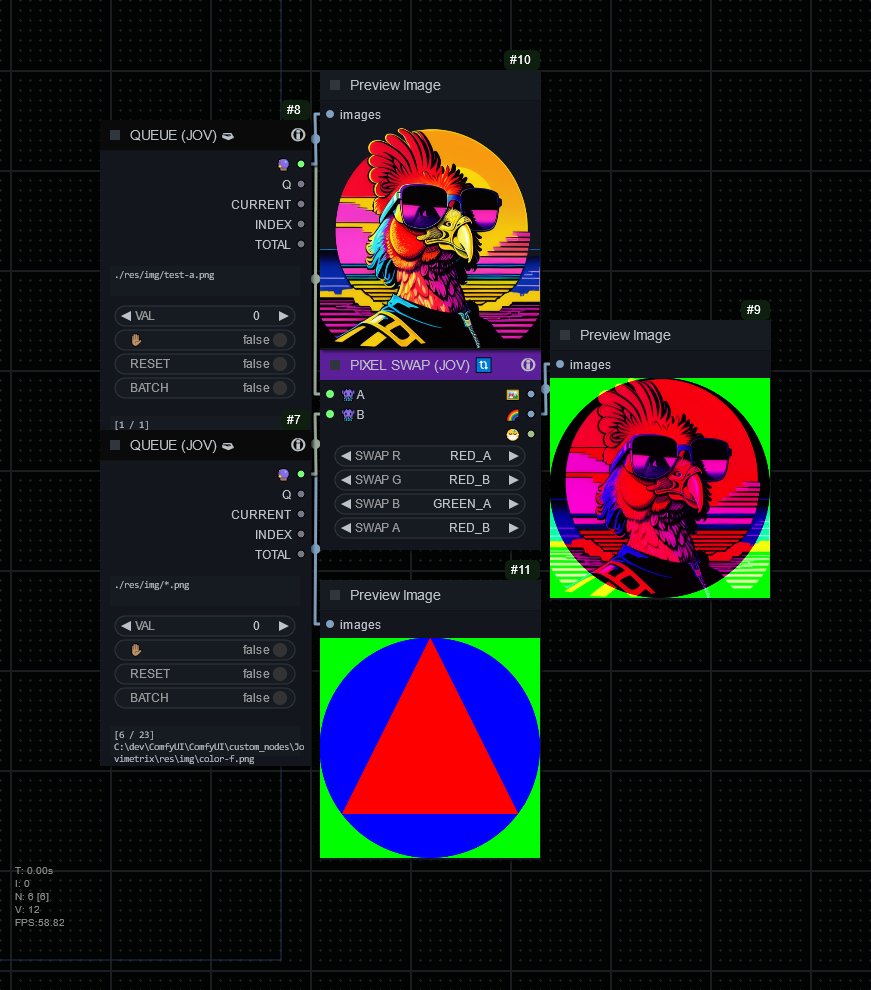 #10
Preview Image
images
#8
QUEUE (JOV)
Q
CURRENT
INDEX
TOTAL
./res/img/test-a.png
VAL 0
false
RESET false
BATCH false
[1 / 1]
#7
QUEUE (JOV)
Q
CURRENT
INDEX
TOTAL
./res/img/*.png
VAL 0
false
RESET false
BATCH false
[6 / 23]
C:\dev\ComfyUI\ComfyUI\custom_nodes\Jo
vimetrix\res\img\color-f.png
PIXEL SWAP (JOV)
A
B
SWAP R RED_A
SWAP G RED_B
SWAP B GREEN_A
SWAP A RED_B
#9
Preview Image
images
#11
Preview Image
images
T: 0.00s
I: 0
N: 6 [6]
V: 12
FPS:58.82